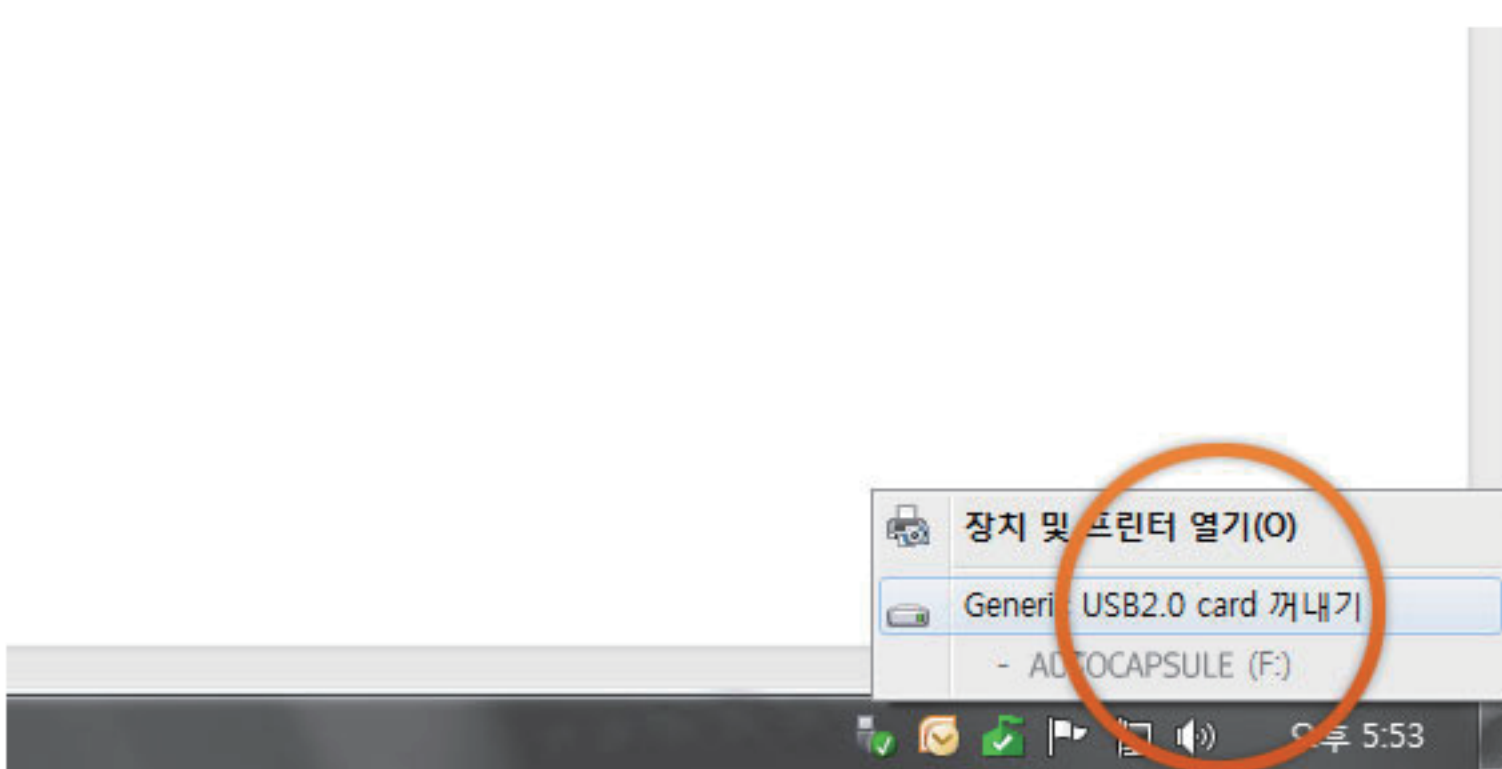 장치 및 프린터 열기(O)
Generic USB2.0 card 꺼내기
- AUTOCAPSULE (F:)
오후 5:53